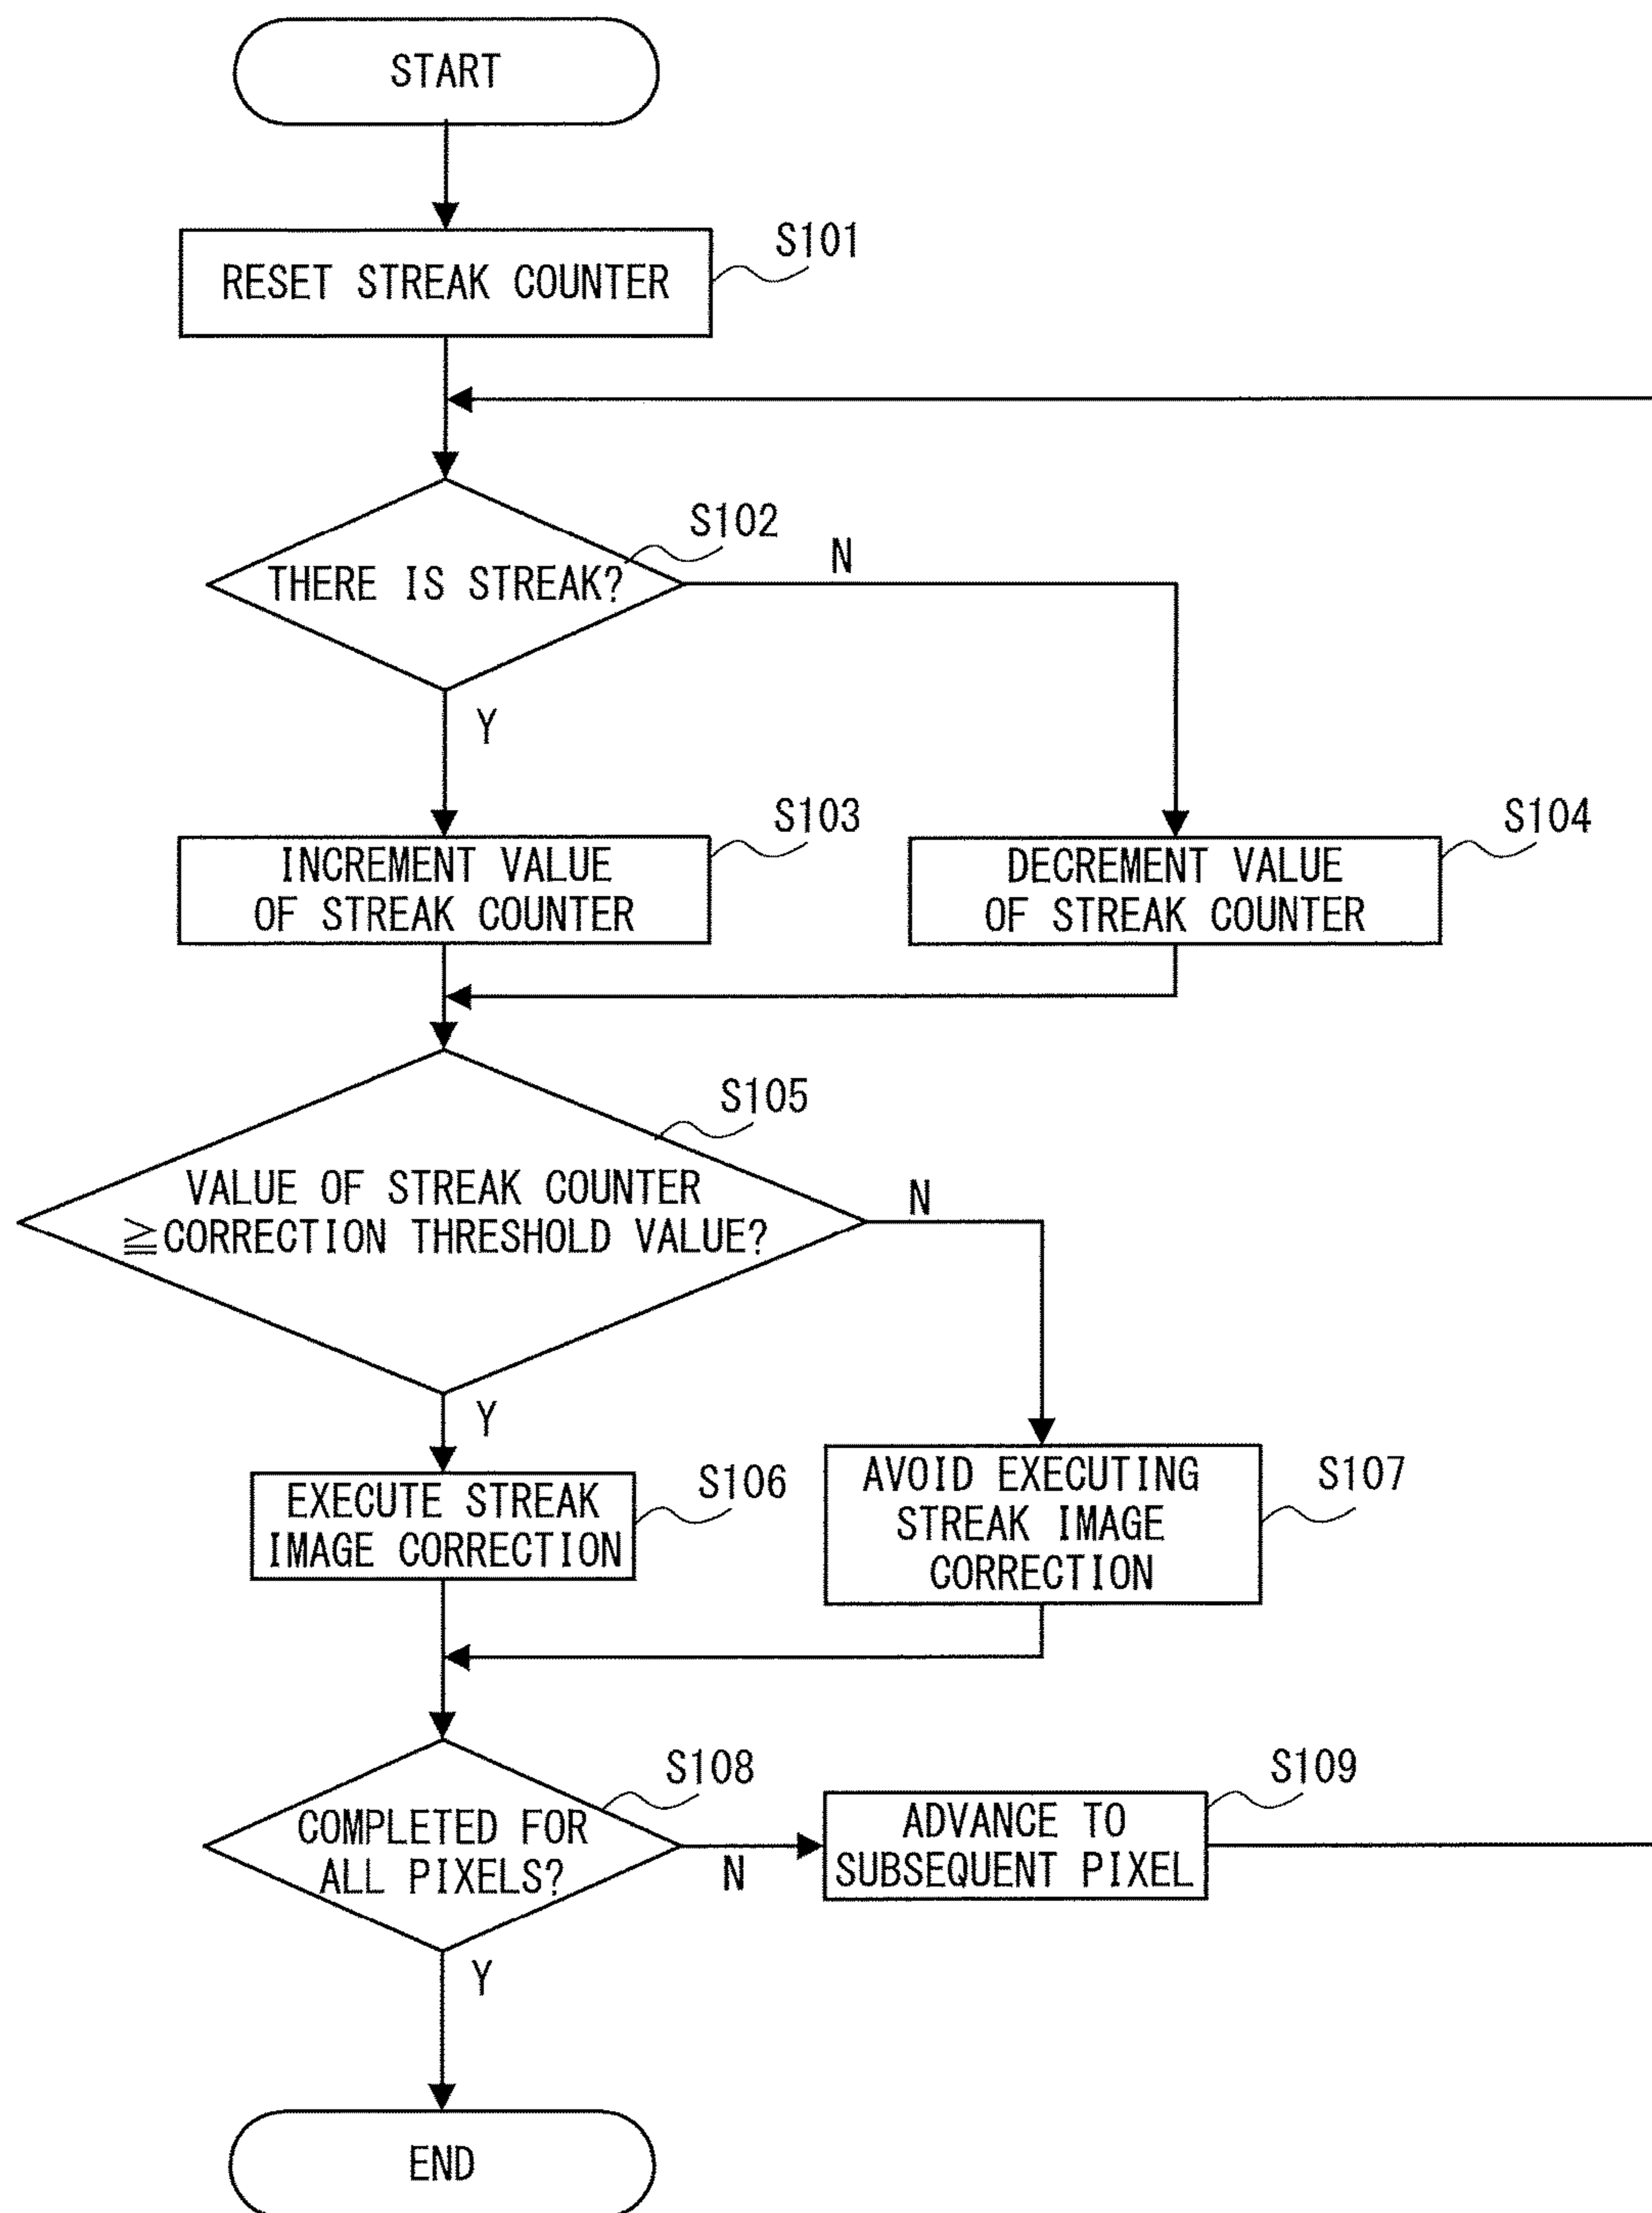 START
RESET STREAK COUNTER
S101
THERE IS STREAK?
S102
N
Y
INCREMENT VALUE
OF STREAK COUNTER
S103
DECREMENT VALUE
OF STREAK COUNTER
S104
VALUE OF STREAK COUNTER
≧CORRECTION THRESHOLD VALUE?
S105
N
Y
EXECUTE STREAK
IMAGE CORRECTION
S106
AVOID EXECUTING
STREAK IMAGE
CORRECTION
S107
COMPLETED FOR
ALL PIXELS?
S108
N
ADVANCE TO
SUBSEQUENT PIXEL
S109
Y
END